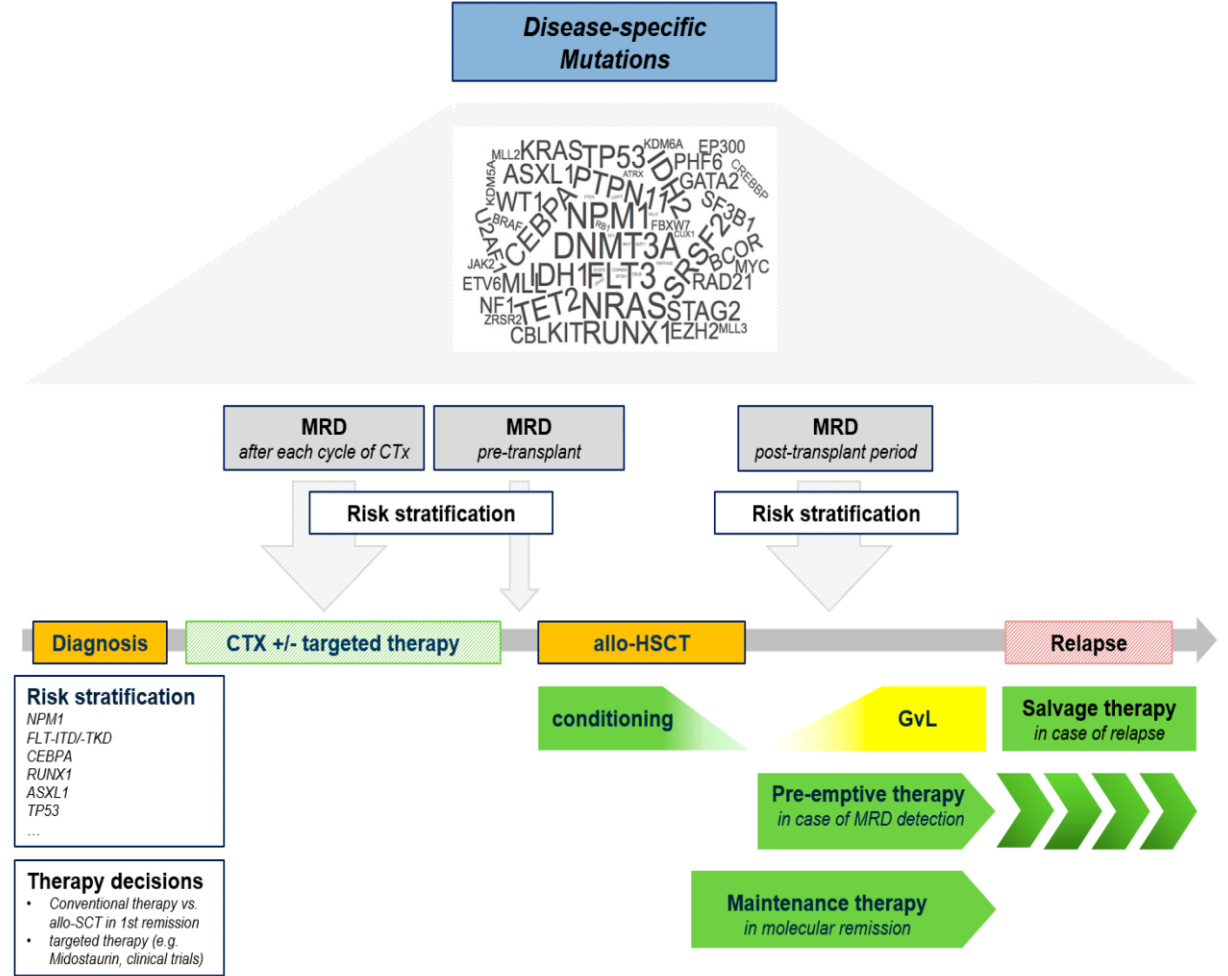 Disease-specific
Mutations
MLL2 KRAS TP53 KDM6A EP300
KDM5A ASXL1 PTPN11 ATRX IDH2 PHF6 CREBBP
WT1 GATA2
U2AF1 BRAF CEBPA NPM1 RB1 FBXW7 SF3B1
DNMT3A CUX1 SRSF2 BCOR
JAK2 IDH1 FLT3 MYC
ETV6 MLL RAD21
NF1 TET2 NRAS STAG2
ZRSR2
CBL KIT RUNX1 EZH2 MLL3
MRD
after each cycle of CTx
MRD
pre-transplant
MRD
post-transplant period
Risk stratification
Risk stratification
Diagnosis
CTX +/- targeted therapy
allo-HSCT
Relapse
Risk stratification
NPM1
FLT-ITD/-TKD
CEBPA
RUNX1
ASXL1
TP53
...
conditioning
GvL
Salvage therapy
in case of relapse
Pre-emptive therapy
in case of MRD detection
Therapy decisions
• Conventional therapy vs.
allo-SCT in 1st remission
• targeted therapy (e.g.
Midostaurin, clinical trials)
Maintenance therapy
in molecular remission